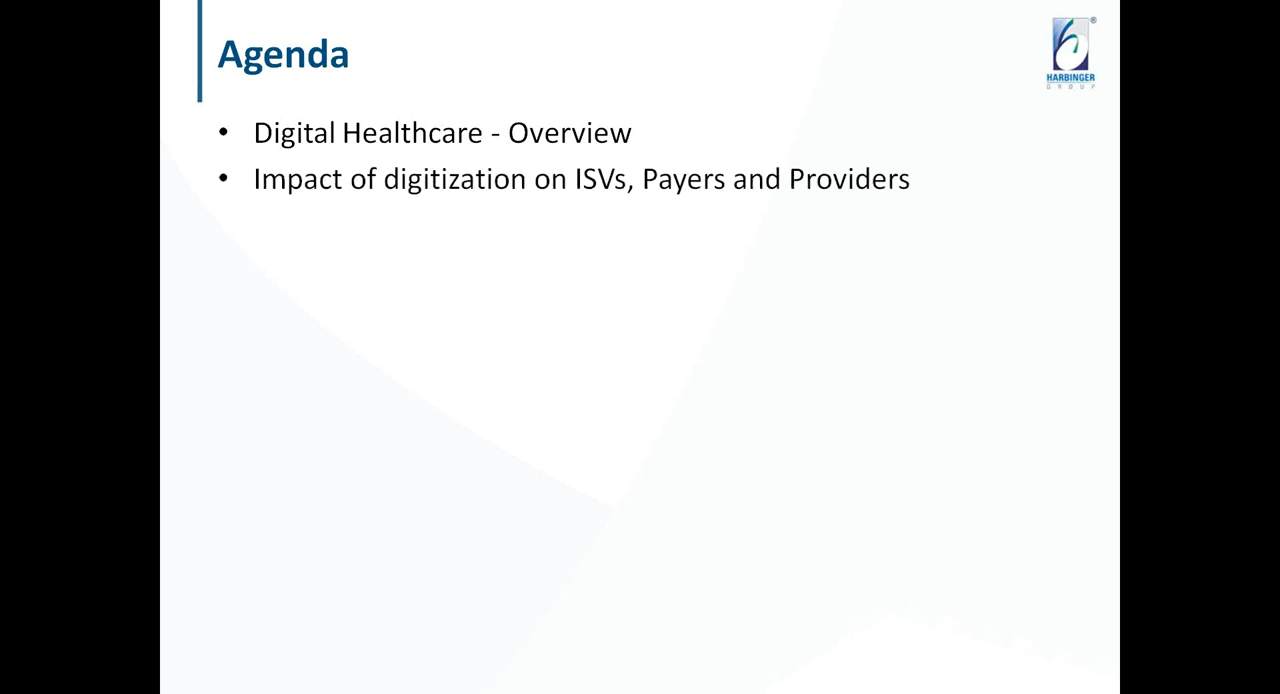 Agenda
HARBINGER
GROUP
• Digital Healthcare - Overview
• Impact of digitization on ISVs, Payers and Providers